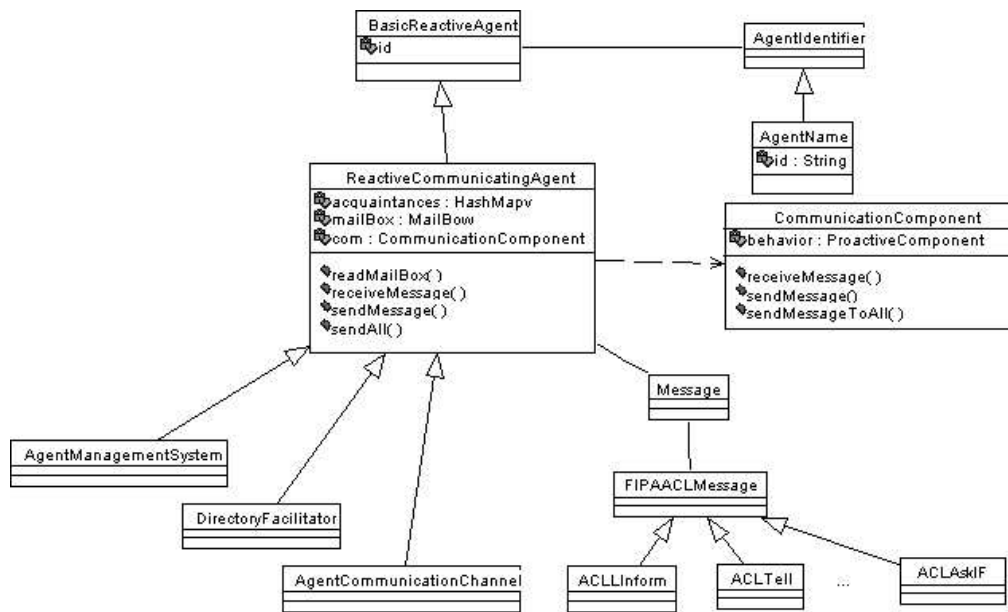 BasicReactiveAgent
id
AgentIdentifier
AgentName
id : String
ReactiveCommunicatingAgent
acquaintances : HashMapv
mailBox : MailBow
com : CommunicationComponent
readMailBox()
receiveMessage()
sendMessage()
sendAll()
CommunicationComponent
behavior : ProactiveComponent
receiveMessage()
sendMessage()
sendMessageToAll()
Message
AgentManagementSystem
FIPAACLMessage
DirectoryFacilitator
AgentCommunicationChannel
ACLLInform
ACLTell
...
ACLAskIF